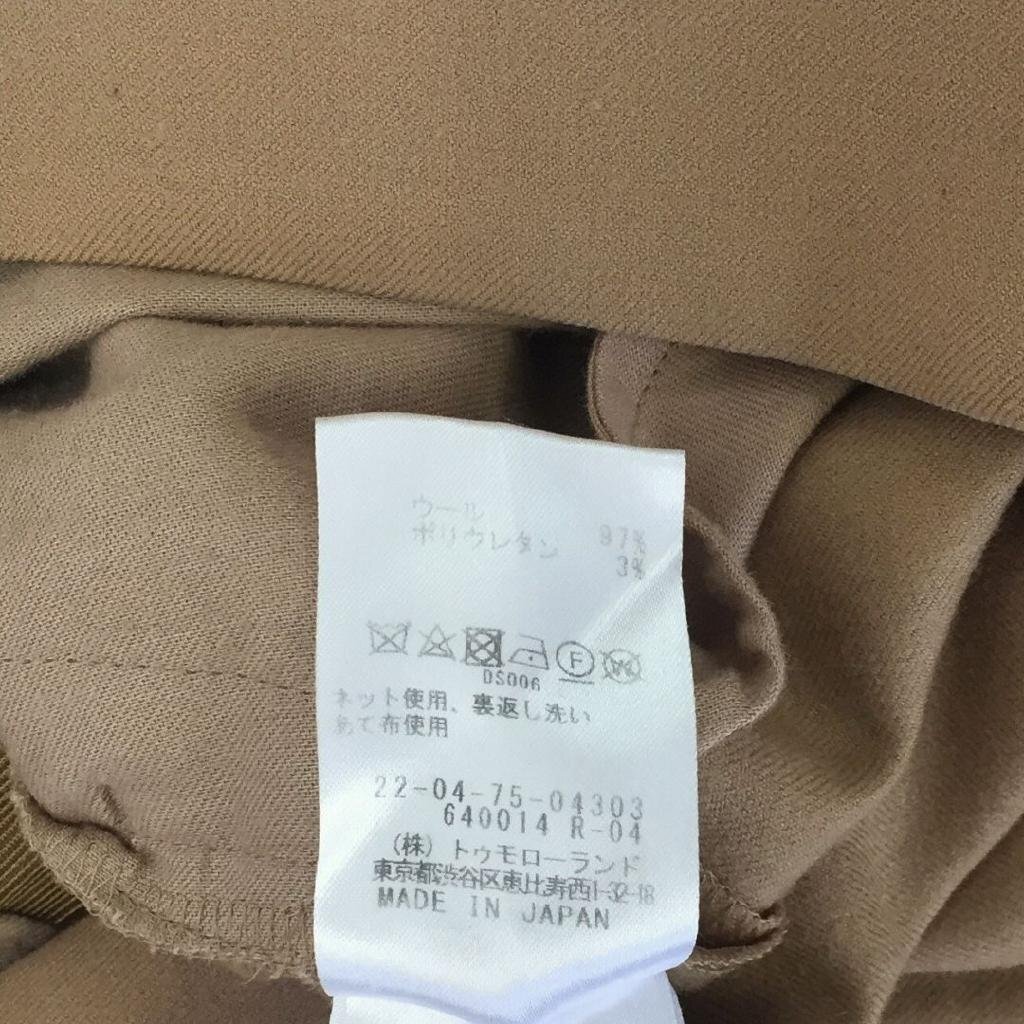 ウール 97%
ポリウレタン 3%
F
DS006
ネット使用、裏返し洗い
あて布使用
22-04-75-04303
640014 R-04
(株) トゥモローランド
東京都渋谷区恵比寿西1-32-18
MADE IN JAPAN